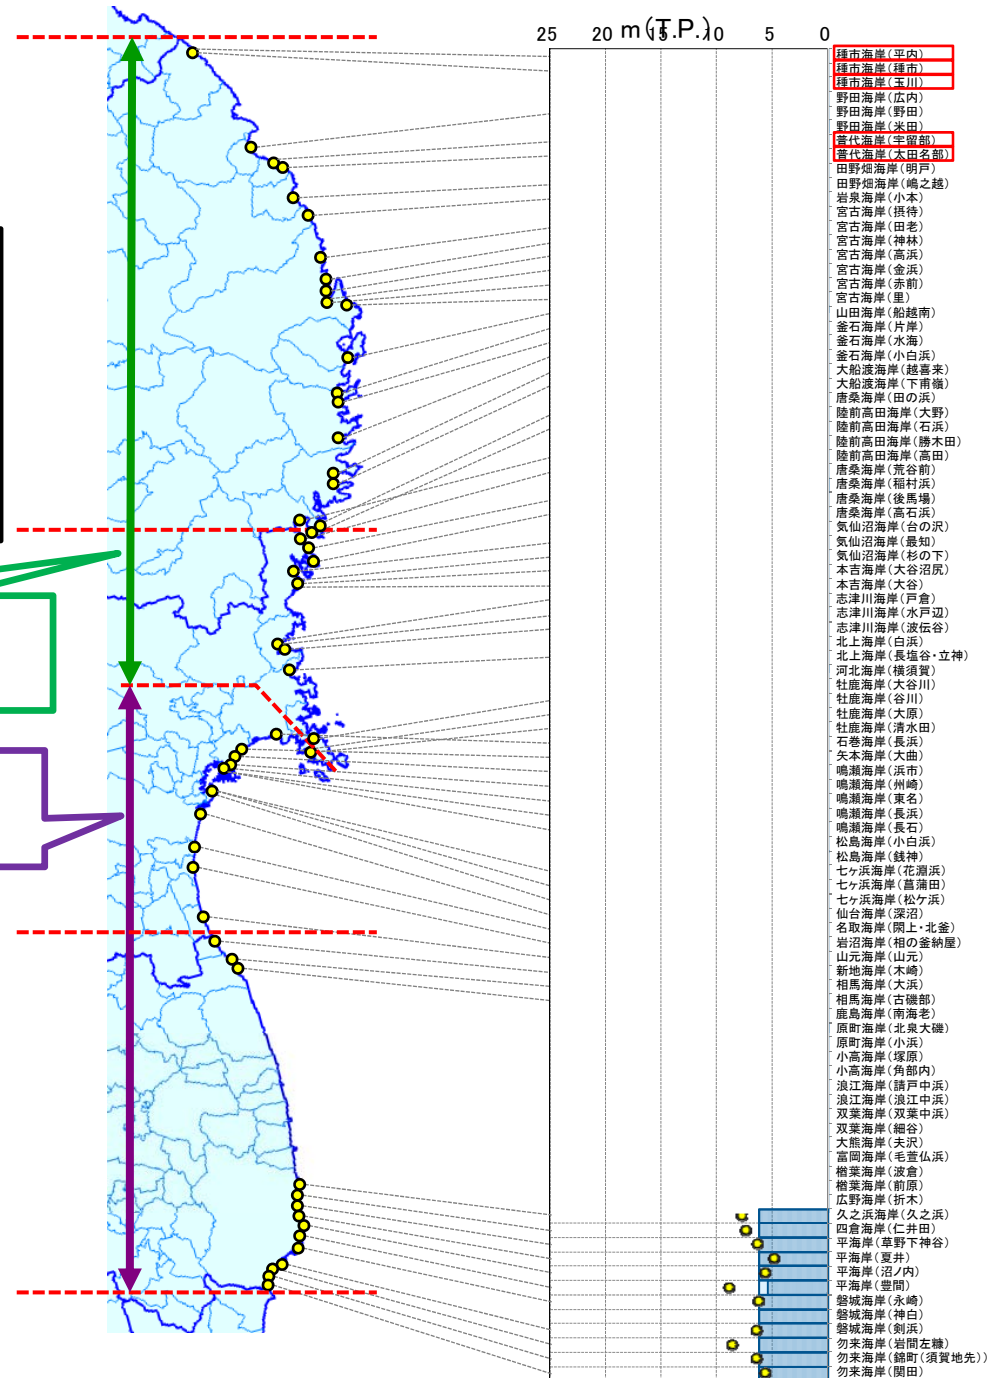 m(T.P.)
25 20 15 10 5 0
種市海岸(平内)
種市海岸(種市)
種市海岸(玉川)
野田海岸(広内)
野田海岸(野田)
野田海岸(米田)
普代海岸(宇留部)
普代海岸(太田名部)
田野畑海岸(明戸)
田野畑海岸(嶋之越)
岩泉海岸(小本)
宮古海岸(摂待)
宮古海岸(田老)
宮古海岸(神林)
宮古海岸(高浜)
宮古海岸(金浜)
宮古海岸(赤前)
宮古海岸(里)
山田海岸(船越南)
釜石海岸(片岸)
釜石海岸(水海)
釜石海岸(小白浜)
大船渡海岸(越喜来)
大船渡海岸(下甫嶺)
唐桑海岸(田の浜)
陸前高田海岸(大野)
陸前高田海岸(石浜)
陸前高田海岸(勝木田)
陸前高田海岸(高田)
唐桑海岸(荒谷前)
唐桑海岸(稲村浜)
唐桑海岸(後馬場)
唐桑海岸(高石浜)
気仙沼海岸(台の沢)
気仙沼海岸(最知)
気仙沼海岸(杉の下)
本吉海岸(大谷沼尻)
本吉海岸(大谷)
志津川海岸(戸倉)
志津川海岸(水戸辺)
志津川海岸(波伝谷)
北上海岸(白浜)
北上海岸(長塩谷・立神)
河北海岸(横須賀)
牡鹿海岸(大谷川)
牡鹿海岸(谷川)
牡鹿海岸(大原)
牡鹿海岸(清水田)
石巻海岸(長浜)
矢本海岸(大曲)
鳴瀬海岸(浜市)
鳴瀬海岸(州崎)
鳴瀬海岸(東名)
鳴瀬海岸(長浜)
鳴瀬海岸(長石)
松島海岸(小白浜)
松島海岸(銭神)
七ヶ浜海岸(花淵浜)
七ヶ浜海岸(菖蒲田)
七ヶ浜海岸(松ケ浜)
仙台海岸(深沼)
名取海岸(閖上・北釜)
岩沼海岸(相の釜納屋)
山元海岸(山元)
新地海岸(木崎)
相馬海岸(大浜)
相馬海岸(古磯部)
鹿島海岸(南海老)
原町海岸(北泉大磯)
原町海岸(小浜)
小高海岸(塚原)
小高海岸(角部内)
浪江海岸(請戸中浜)
浪江海岸(浪江中浜)
双葉海岸(双葉中浜)
双葉海岸(細谷)
大熊海岸(夫沢)
富岡海岸(毛萱仏浜)
楢葉海岸(波倉)
楢葉海岸(前原)
広野海岸(折木)
久之浜海岸(久之浜)
四倉海岸(仁井田)
平海岸(草野下神谷)
平海岸(夏井)
平海岸(沼ノ内)
平海岸(豊間)
磐城海岸(永崎)
磐城海岸(神白)
磐城海岸(剣浜)
勿来海岸(岩間左糠)
勿来海岸(錦町(須賀地先))
勿来海岸(関田)